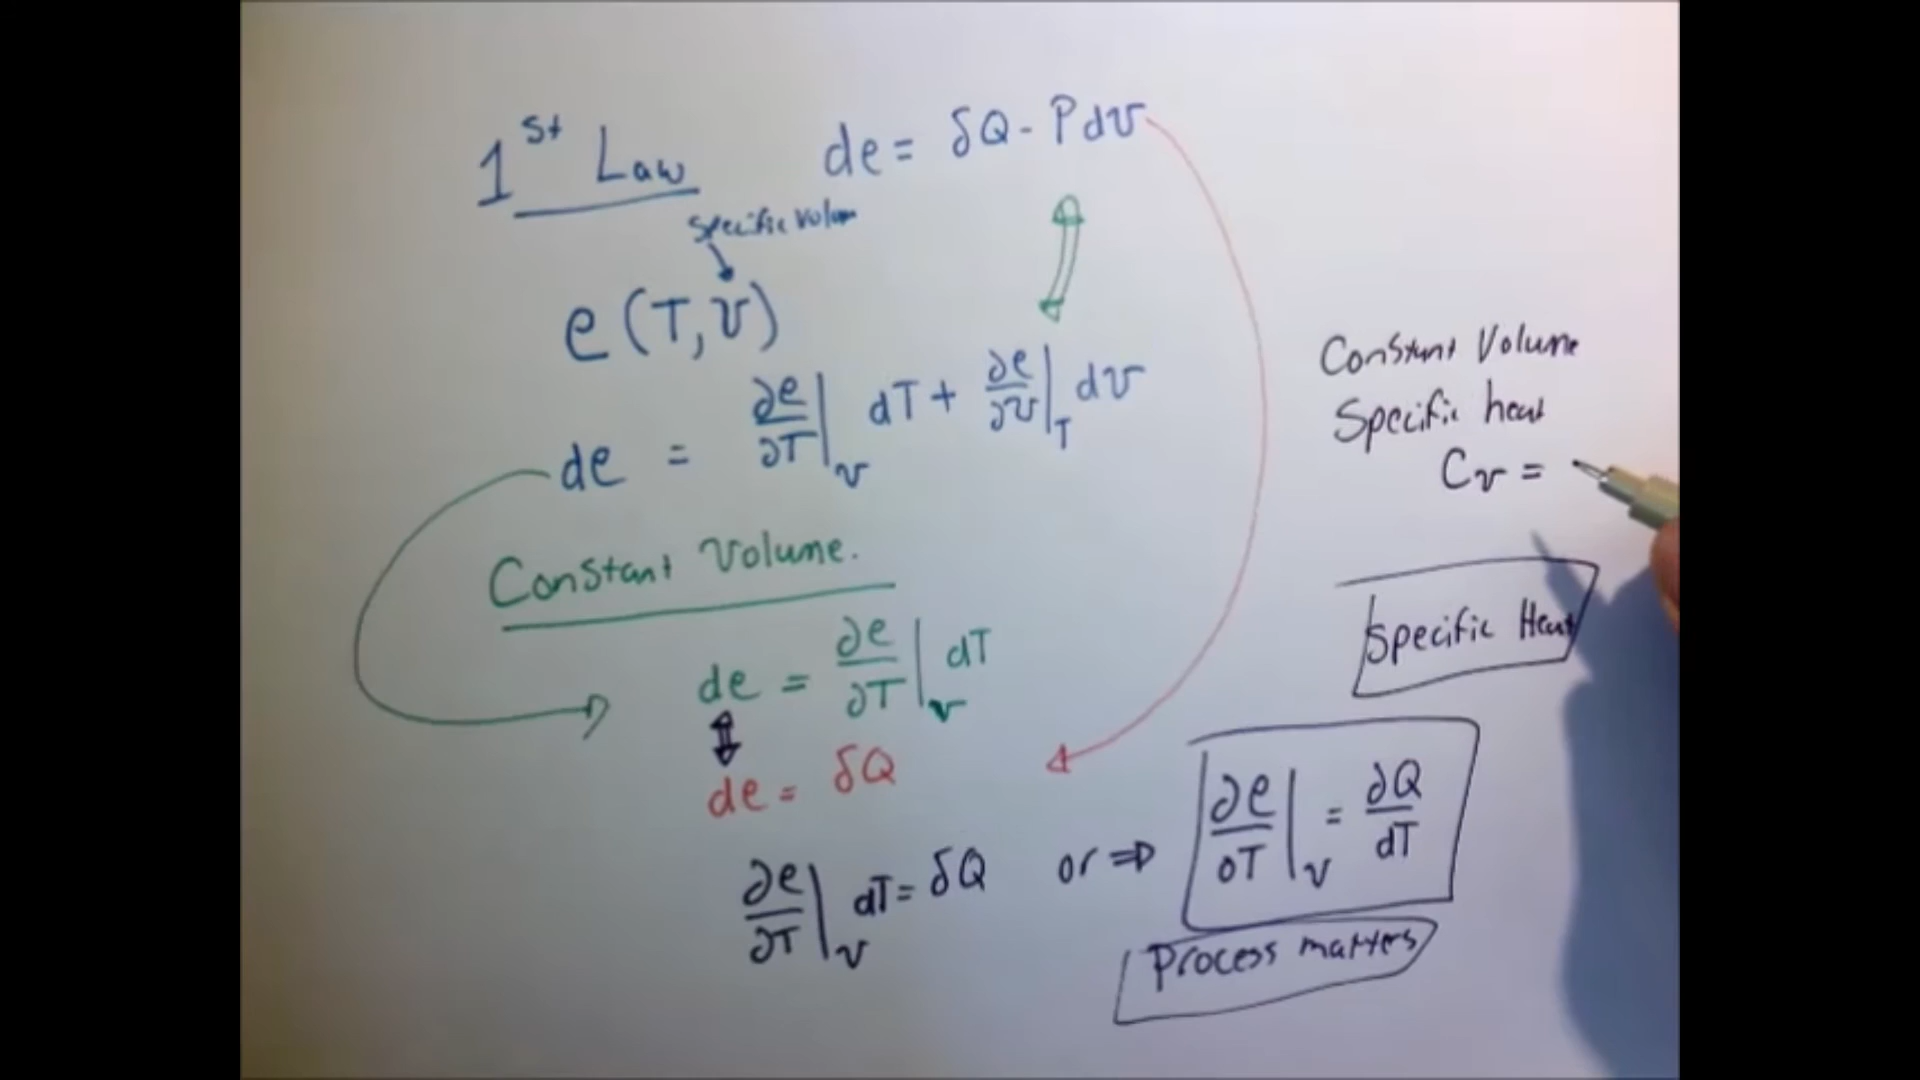 1st Law de = δQ - Pdv
Specific Volum
e (T, v)
de = ∂e/∂T|v dT + ∂e/∂v|T dv
Constant Volume.
de = ∂e/∂T|v dT
de = δQ
∂e/∂T|v dT = δQ or ⇒ ∂e/∂T|v = ∂Q/dT
Process matters
Constant Volume
Specific heat
Cv =
Specific Heat